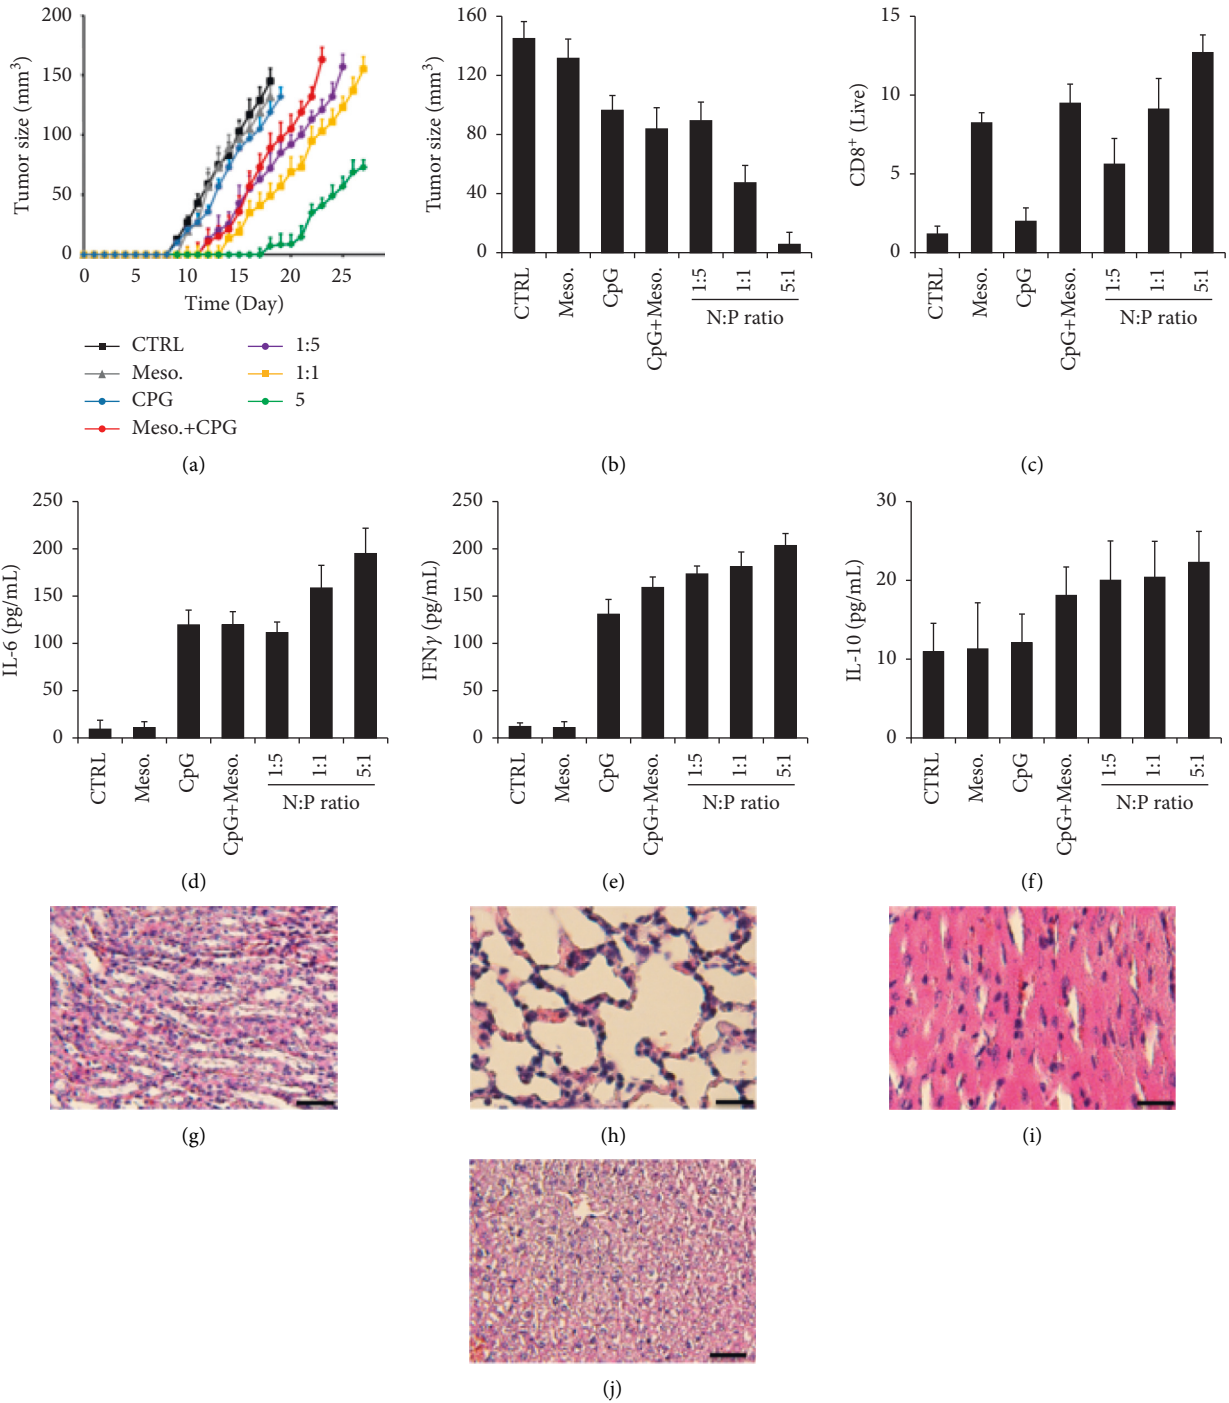 200
150
100
50
0
Tumor size (mm³)
0 5 10 15 20 25
Time (Day)
CTRL
Meso.
CPG
Meso.+CPG
1:5
1:1
5
(a)
160
120
80
40
0
Tumor size (mm³)
CTRL
Meso.
CpG
CpG+Meso.
1:5
1:1
5:1
N:P ratio
(b)
15
10
5
0
CD8⁺ (Live)
CTRL
Meso.
CpG
CpG+Meso.
1:5
1:1
5:1
N:P ratio
(c)
250
200
150
100
50
0
IL-6 (pg/mL)
CTRL
Meso.
CpG
CpG+Meso.
1:5
1:1
5:1
N:P ratio
(d)
250
200
150
100
50
0
IFNγ (pg/mL)
CTRL
Meso.
CpG
CpG+Meso.
1:5
1:1
5:1
N:P ratio
(e)
30
20
10
0
IL-10 (pg/mL)
CTRL
Meso.
CpG
CpG+Meso.
1:5
1:1
5:1
N:P ratio
(f)
(g)
(h)
(i)
(j)